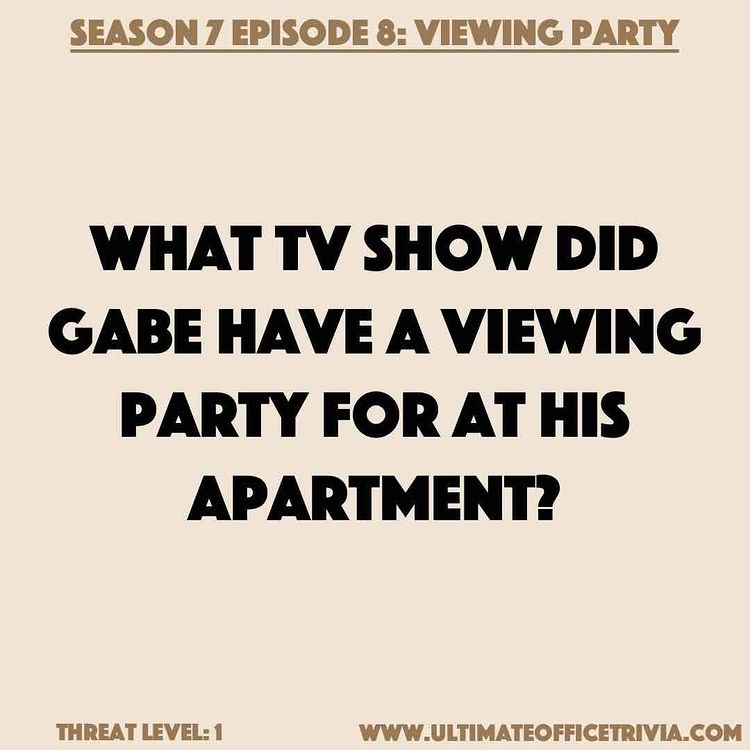 SEASON 7 EPISODE 8: VIEWING PARTY
WHAT TV SHOW DID
GABE HAVE A VIEWING
PARTY FOR AT HIS
APARTMENT?
THREAT LEVEL: 1
WWW.ULTIMATEOFFICETRIVIA.COM